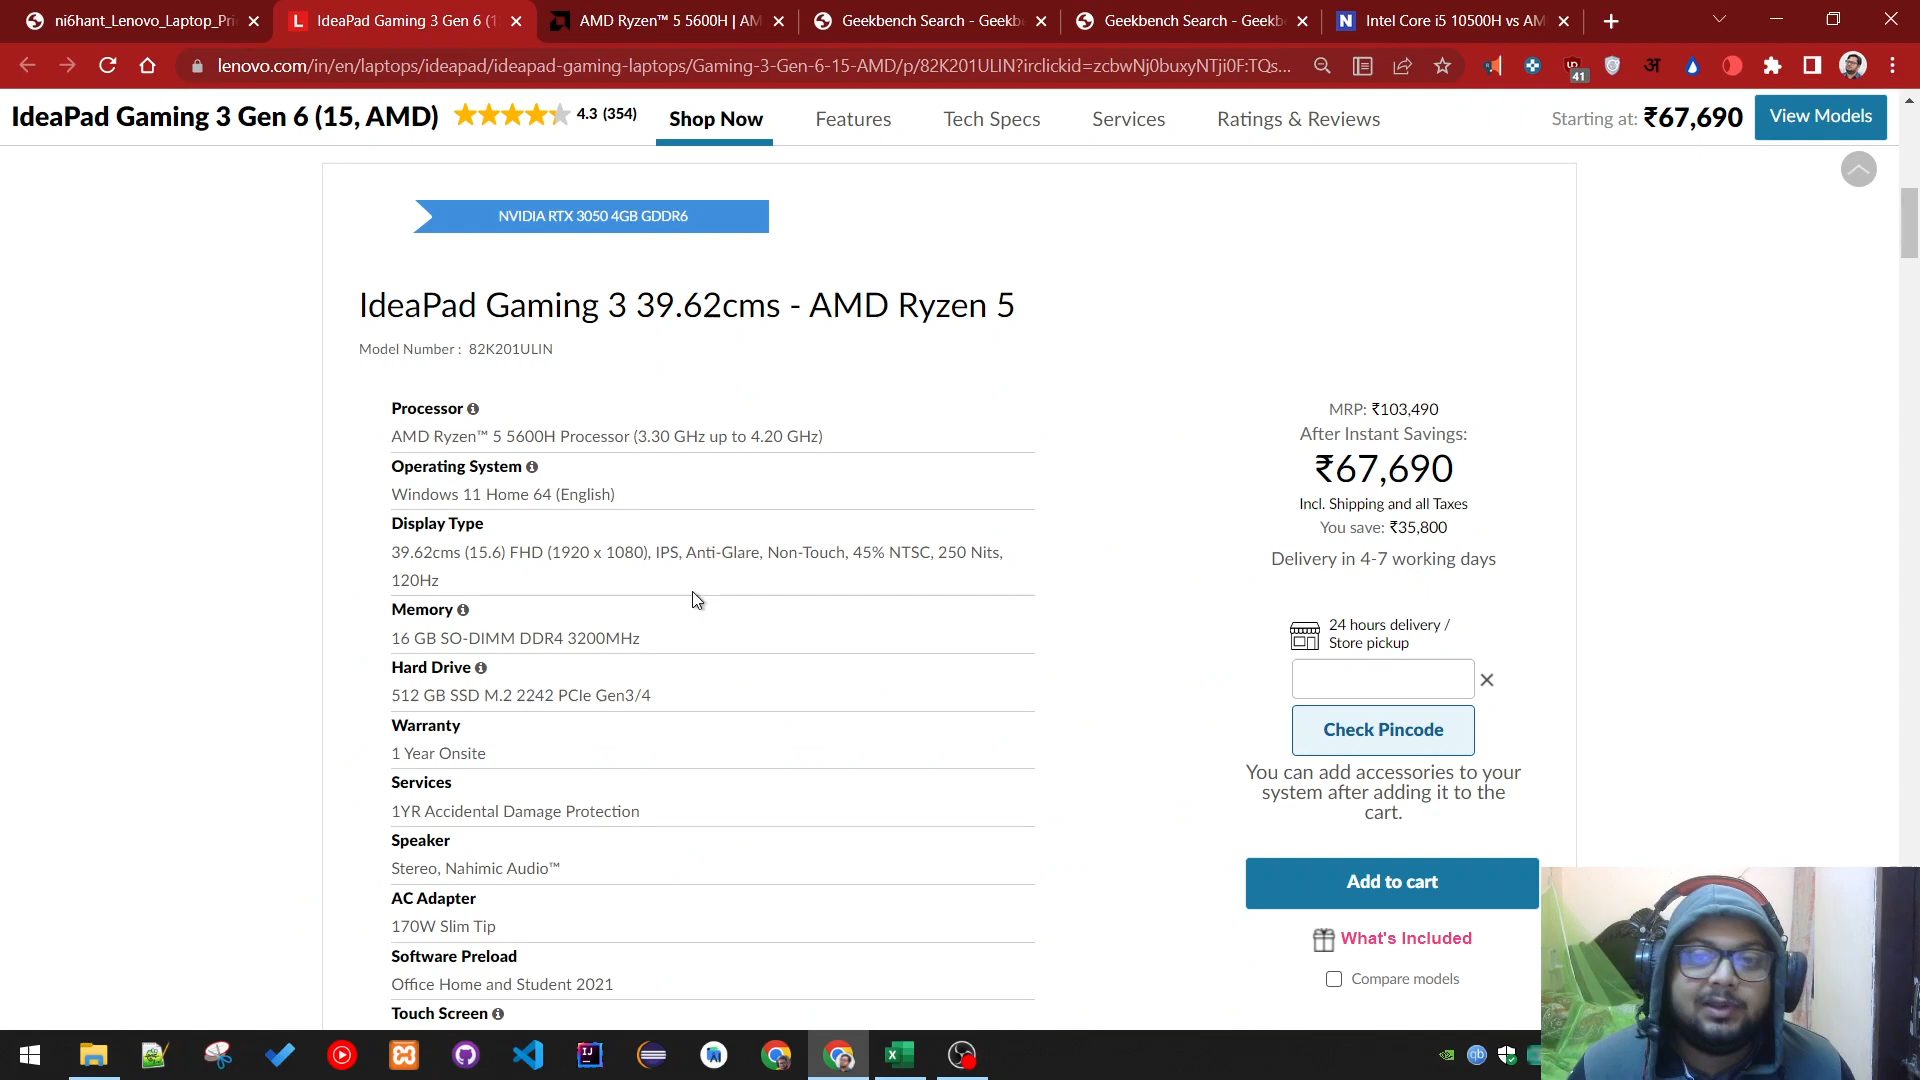 ni6hant_Lenovo_Laptop_Pri
IdeaPad Gaming 3 Gen 6 (1
AMD Ryzen™ 5 5600H | AM
Geekbench Search - Geekb
Geekbench Search - Geekb
Intel Core i5 10500H vs AM
lenovo.com/in/en/laptops/ideapad/ideapad-gaming-laptops/Gaming-3-Gen-6-15-AMD/p/82K201ULIN?irclickid=zcbwNj0buxyNTji0F:TQs...
41
अ
IdeaPad Gaming 3 Gen 6 (15, AMD)
4.3 (354)
Shop Now
Features
Tech Specs
Services
Ratings & Reviews
Starting at: ₹67,690
View Models
NVIDIA RTX 3050 4GB GDDR6
IdeaPad Gaming 3 39.62cms - AMD Ryzen 5
Model Number : 82K201ULIN
Processor
AMD Ryzen™ 5 5600H Processor (3.30 GHz up to 4.20 GHz)
Operating System
Windows 11 Home 64 (English)
Display Type
39.62cms (15.6) FHD (1920 x 1080), IPS, Anti-Glare, Non-Touch, 45% NTSC, 250 Nits,
120Hz
Memory
16 GB SO-DIMM DDR4 3200MHz
Hard Drive
512 GB SSD M.2 2242 PCIe Gen3/4
Warranty
1 Year Onsite
Services
1YR Accidental Damage Protection
Speaker
Stereo, Nahimic Audio™
AC Adapter
170W Slim Tip
Software Preload
Office Home and Student 2021
Touch Screen
MRP: ₹103,490
After Instant Savings:
₹67,690
Incl. Shipping and all Taxes
You save: ₹35,800
Delivery in 4-7 working days
24 hours delivery /
Store pickup
Check Pincode
You can add accessories to your
system after adding it to the
cart.
Add to cart
What's Included
Compare models